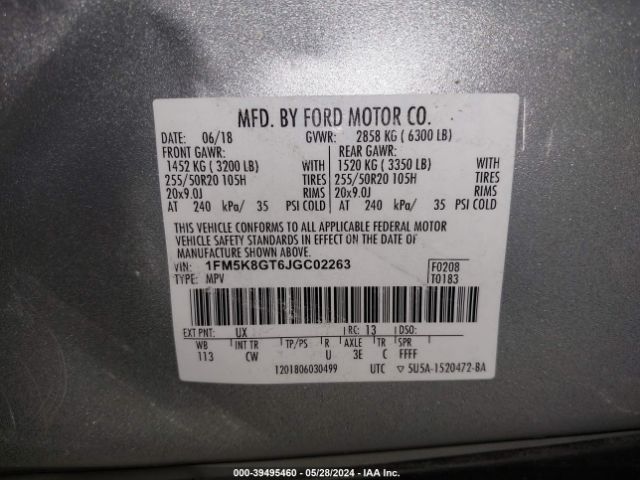 MFD. BY FORD MOTOR CO.
DATE: 06/18 GVWR: 2858 KG ( 6300 LB)
FRONT GAWR: REAR GAWR:
1452 KG ( 3200 LB) WITH 1520 KG ( 3350 LB) WITH
255/50R20 105H TIRES 255/50R20 105H TIRES
20x9.0J RIMS 20x9.0J RIMS
AT 240 kPa/ 35 PSI COLD AT 240 kPa/ 35 PSI COLD
THIS VEHICLE CONFORMS TO ALL APPLICABLE FEDERAL MOTOR
VEHICLE SAFETY STANDARDS IN EFFECT ON THE DATE OF
MANUFACTURE SHOWN ABOVE.
VIN: 1FM5K8GT6JGC02263 F0208
TYPE: MPV T0183
EXT PNT: UX RC: 13 DSO:
WB INT TR TP/PS R AXLE TR SPR
113 CW U 3E C FFFF
1201806030499 UTC ▽ 5U5A-1520472-BA
000-39495460 - 05/28/2024 - IAA Inc.